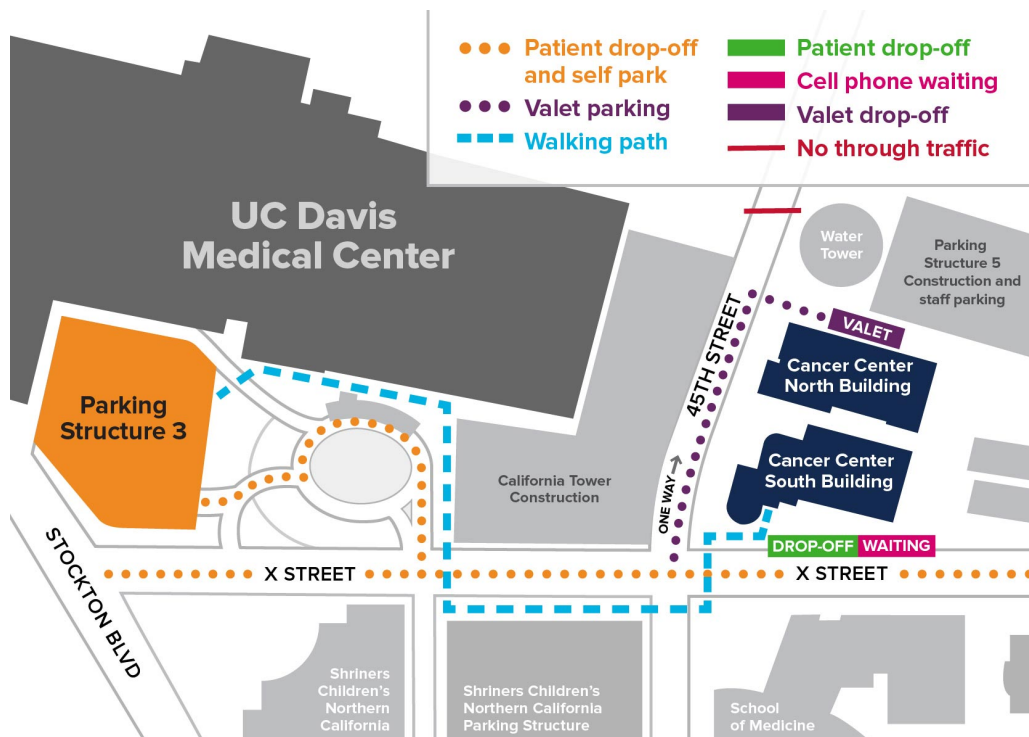 Patient drop-off
and self park
Valet parking
Walking path
Patient drop-off
Cell phone waiting
Valet drop-off
No through traffic
UC Davis
Medical Center
Water
Tower
Parking
Structure 5
Construction and
staff parking
VALET
45TH STREET
ONE WAY →
Cancer Center
North Building
Parking
Structure 3
Cancer Center
South Building
California Tower
Construction
DROP-OFF
WAITING
X STREET
X STREET
STOCKTON BLVD
Shriners
Children's
Northern
California
Shriners Children's
Northern California
Parking Structure
School
of Medicine